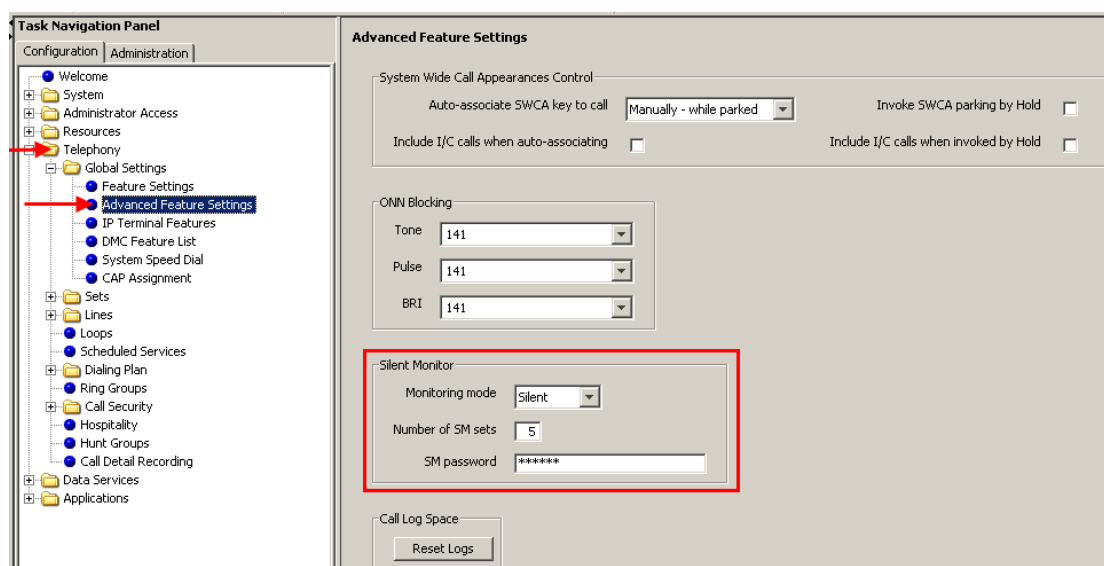 Task Navigation Panel
Configuration Administration
Welcome
System
Administrator Access
Resources
Telephony
Global Settings
Feature Settings
Advanced Feature Settings
IP Terminal Features
DMC Feature List
System Speed Dial
CAP Assignment
Sets
Lines
Loops
Scheduled Services
Dialing Plan
Ring Groups
Call Security
Hospitality
Hunt Groups
Call Detail Recording
Data Services
Applications
Advanced Feature Settings
System Wide Call Appearances Control
Auto-associate SWCA key to call Manually - while parked Invoke SWCA parking by Hold
Include I/C calls when auto-associating Include I/C calls when invoked by Hold
ONN Blocking
Tone 141
Pulse 141
BRI 141
Silent Monitor
Monitoring mode Silent
Number of SM sets 5
SM password ******
Call Log Space
Reset Logs